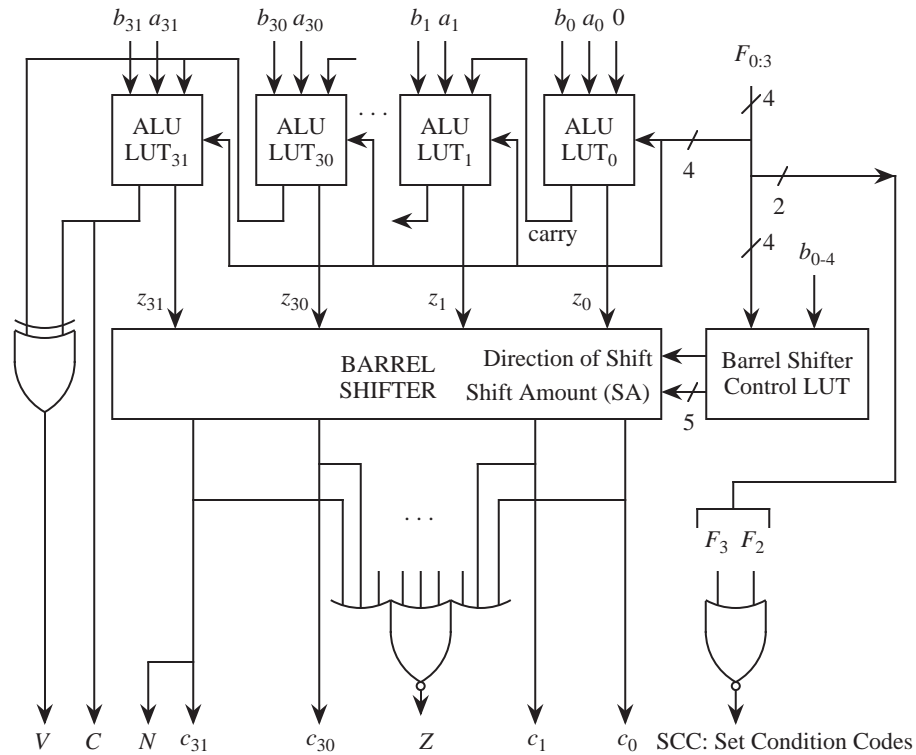 b31 a31 b30 a30 b1 a1 b0 a0 0
F0:3
4
ALU
LUT31
ALU
LUT30
. . .
ALU
LUT1
ALU
LUT0
4
2
carry
4
b0-4
z31 z30 z1 z0
BARREL
SHIFTER
Direction of Shift
Shift Amount (SA)
5
Barrel Shifter
Control LUT
. . .
F3 F2
V C N c31 c30 Z c1 c0 SCC: Set Condition Codes